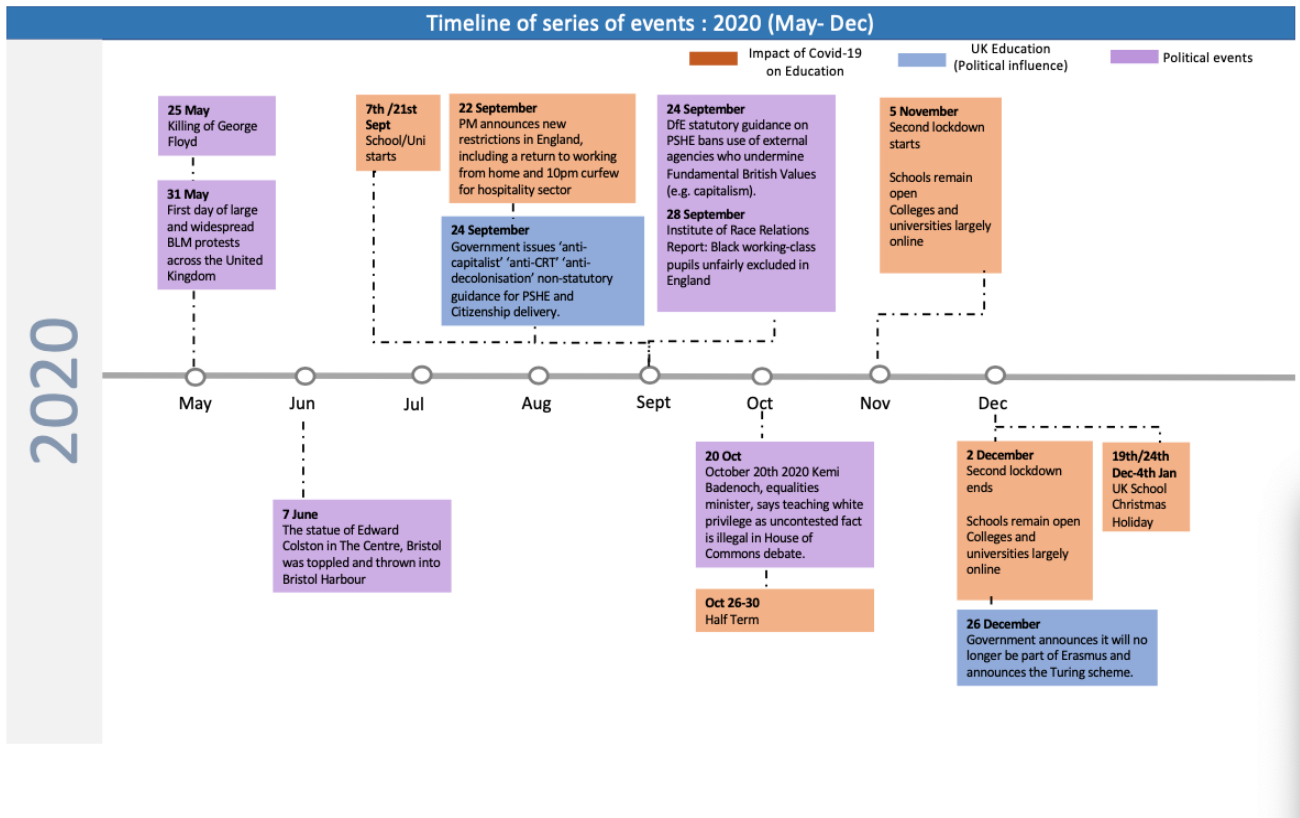 Timeline of series of events : 2020 (May- Dec)
Impact of Covid-19
on Education
UK Education
(Political influence)
Political events
2020
25 May
Killing of George
Floyd
31 May
First day of large
and widespread
BLM protests
across the United
Kingdom
7th /21st
Sept
School/Uni
starts
22 September
PM announces new
restrictions in England,
including a return to working
from home and 10pm curfew
for hospitality sector
24 September
Government issues ‘anti-
capitalist’ ‘anti-CRT’ ‘anti-
decolonisation’ non-statutory
guidance for PSHE and
Citizenship delivery.
24 September
DfE statutory guidance on
PSHE bans use of external
agencies who undermine
Fundamental British Values
(e.g. capitalism).
28 September
Institute of Race Relations
Report: Black working-class
pupils unfairly excluded in
England
5 November
Second lockdown
starts
Schools remain
open
Colleges and
universities largely
online
May
Jun
Jul
Aug
Sept
Oct
Nov
Dec
7 June
The statue of Edward
Colston in The Centre, Bristol
was toppled and thrown into
Bristol Harbour
20 Oct
October 20th 2020 Kemi
Badenoch, equalities
minister, says teaching white
privilege as uncontested fact
is illegal in House of
Commons debate.
Oct 26-30
Half Term
2 December
Second lockdown
ends
Schools remain open
Colleges and
universities largely
online
19th/24th
Dec-4th Jan
UK School
Christmas
Holiday
26 December
Government announces it will no
longer be part of Erasmus and
announces the Turing scheme.